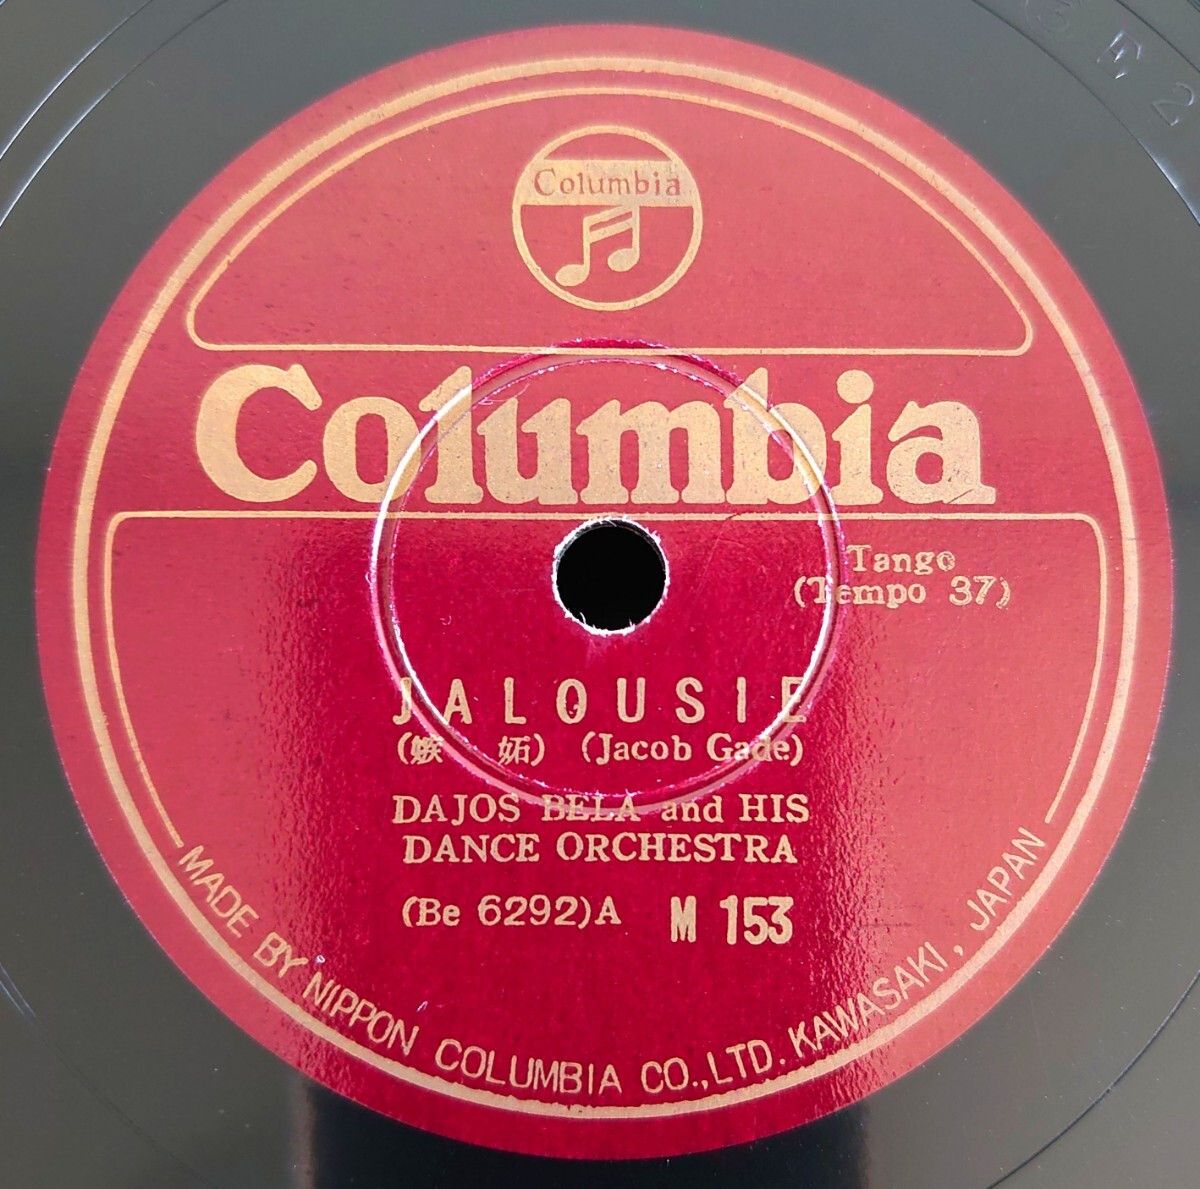 Columbia
Columbia
Tango
(Tempo 37)
JALOUSIE
(嫉 妬) (Jacob Gade)
DAJOS BELA and HIS
DANCE ORCHESTRA
(Be 6292)A M 153
MADE BY NIPPON COLUMBIA CO.,LTD. KAWASAKI, JAPAN
E 2